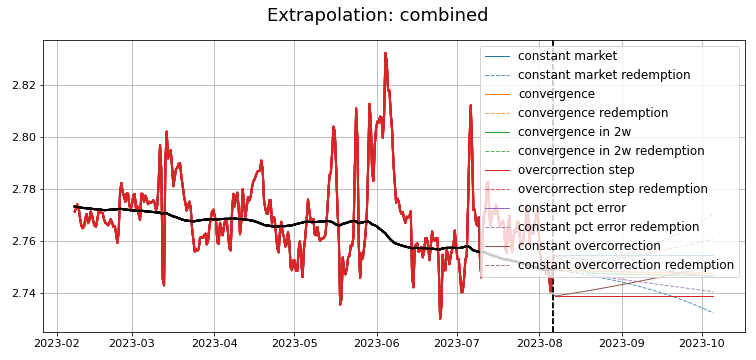 Extrapolation: combined
constant market
constant market redemption
convergence
convergence redemption
convergence in 2w
convergence in 2w redemption
overcorrection step
overcorrection step redemption
constant pct error
constant pct error redemption
constant overcorrection
constant overcorrection redemption
2.82
2.80
2.78
2.76
2.74
2023-02 2023-03 2023-04 2023-05 2023-06 2023-07 2023-08 2023-09 2023-10